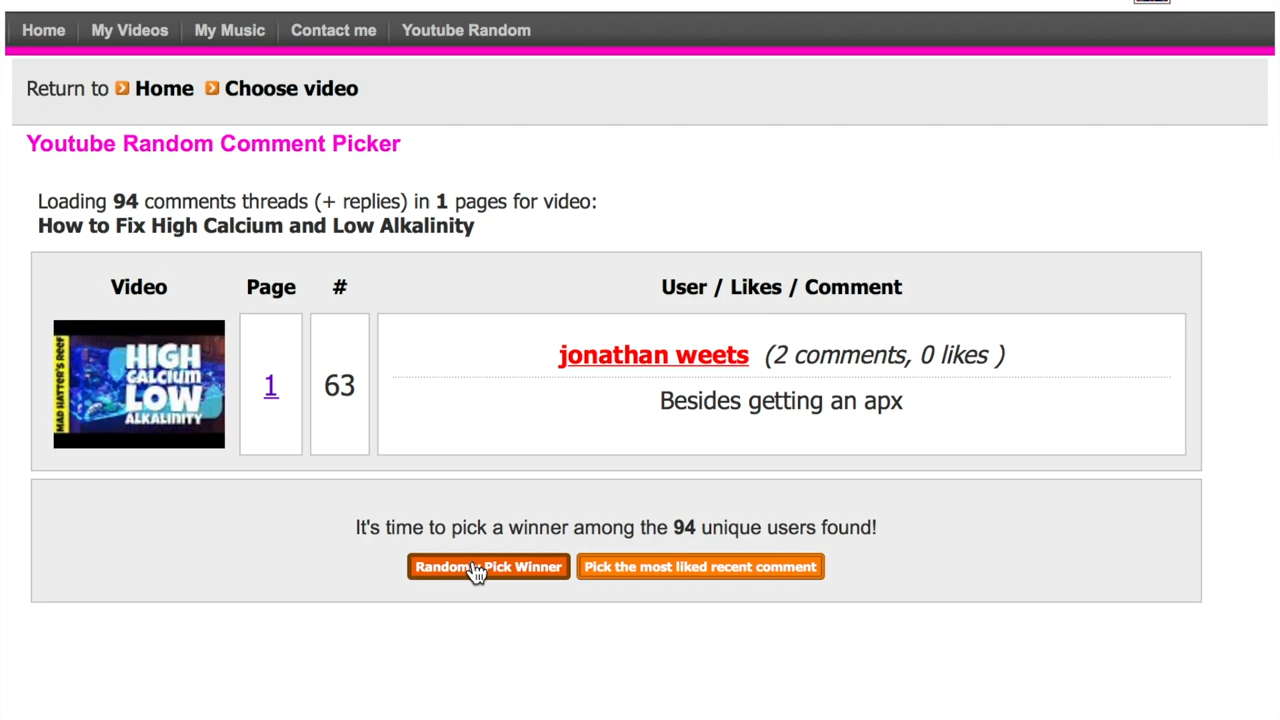 Home My Videos My Music Contact me Youtube Random
Return to Home Choose video
Youtube Random Comment Picker
Loading 94 comments threads (+ replies) in 1 pages for video:
How to Fix High Calcium and Low Alkalinity
Video Page # User / Likes / Comment
MAD HATTER'S REEF
HIGH
CALCIUM
LOW
ALKALINITY
1
63
jonathan weets (2 comments, 0 likes )
Besides getting an apx
It's time to pick a winner among the 94 unique users found!
Randomly Pick Winner Pick the most liked recent comment